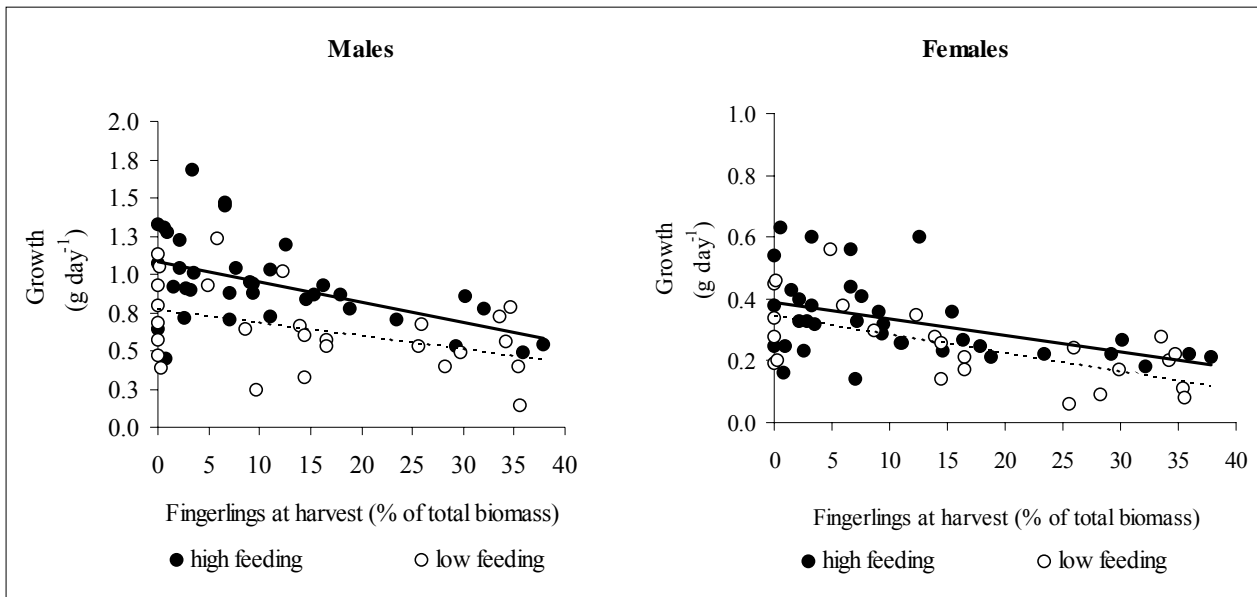 Males
Females
2.0
1.8
1.5
1.3
1.0
0.8
0.5
0.3
0.0
Growth
(g day-1)
0 5 10 15 20 25 30 35 40
Fingerlings at harvest (% of total biomass)
high feeding low feeding
1.0
0.8
0.6
0.4
0.2
0.0
Growth
(g day-1)
0 5 10 15 20 25 30 35 40
Fingerlings at harvest (% of total biomass)
high feeding low feeding